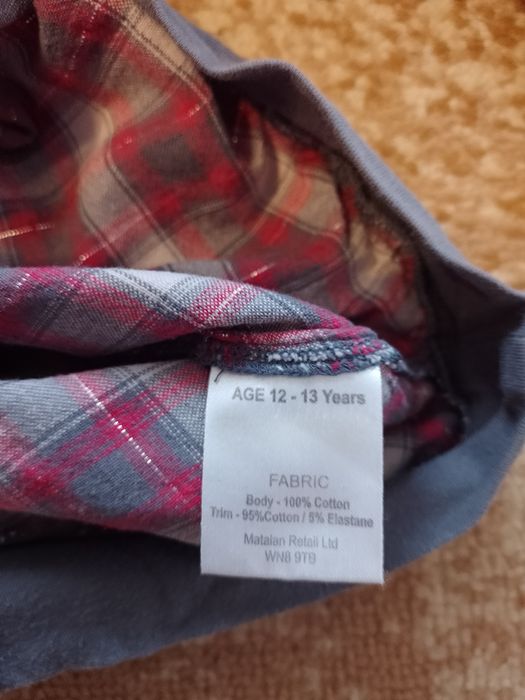 AGE 12 - 13 Years
FABRIC
Body - 100% Cotton
Trim - 95%Cotton / 5% Elastane
Matalan Retail Ltd
WN8 9TB